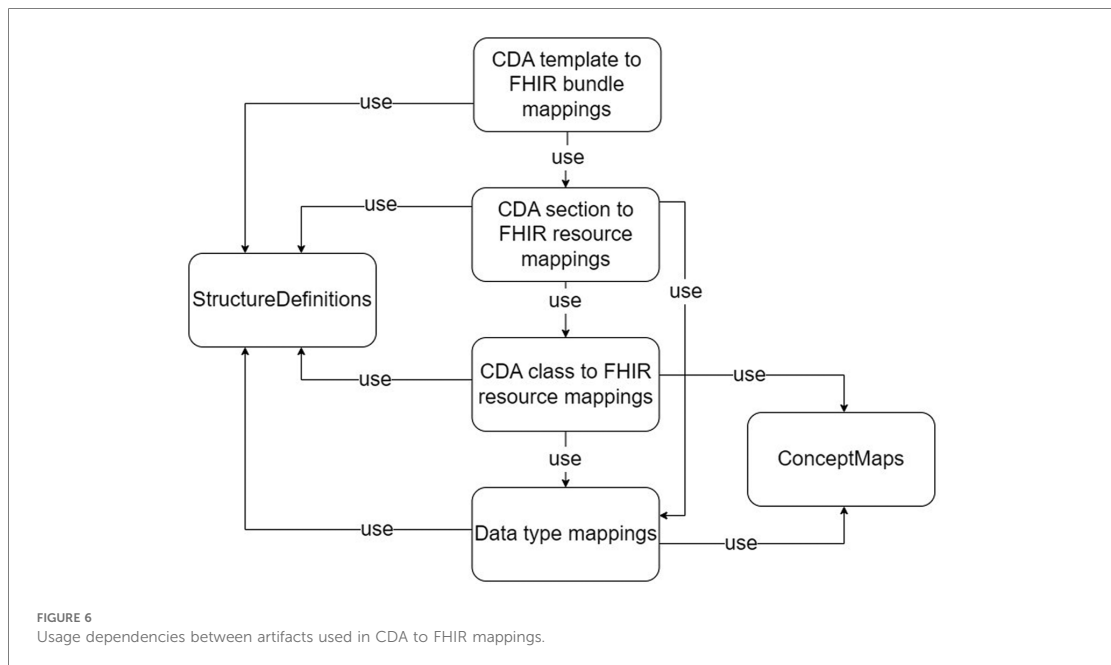 CDA template to
FHIR bundle
mappings
use
use
CDA section to
FHIR resource
mappings
use
use
use
StructureDefinitions
CDA class to FHIR
resource mappings
use
use
use
ConceptMaps
Data type mappings
use
use
FIGURE 6
Usage dependencies between artifacts used in CDA to FHIR mappings.